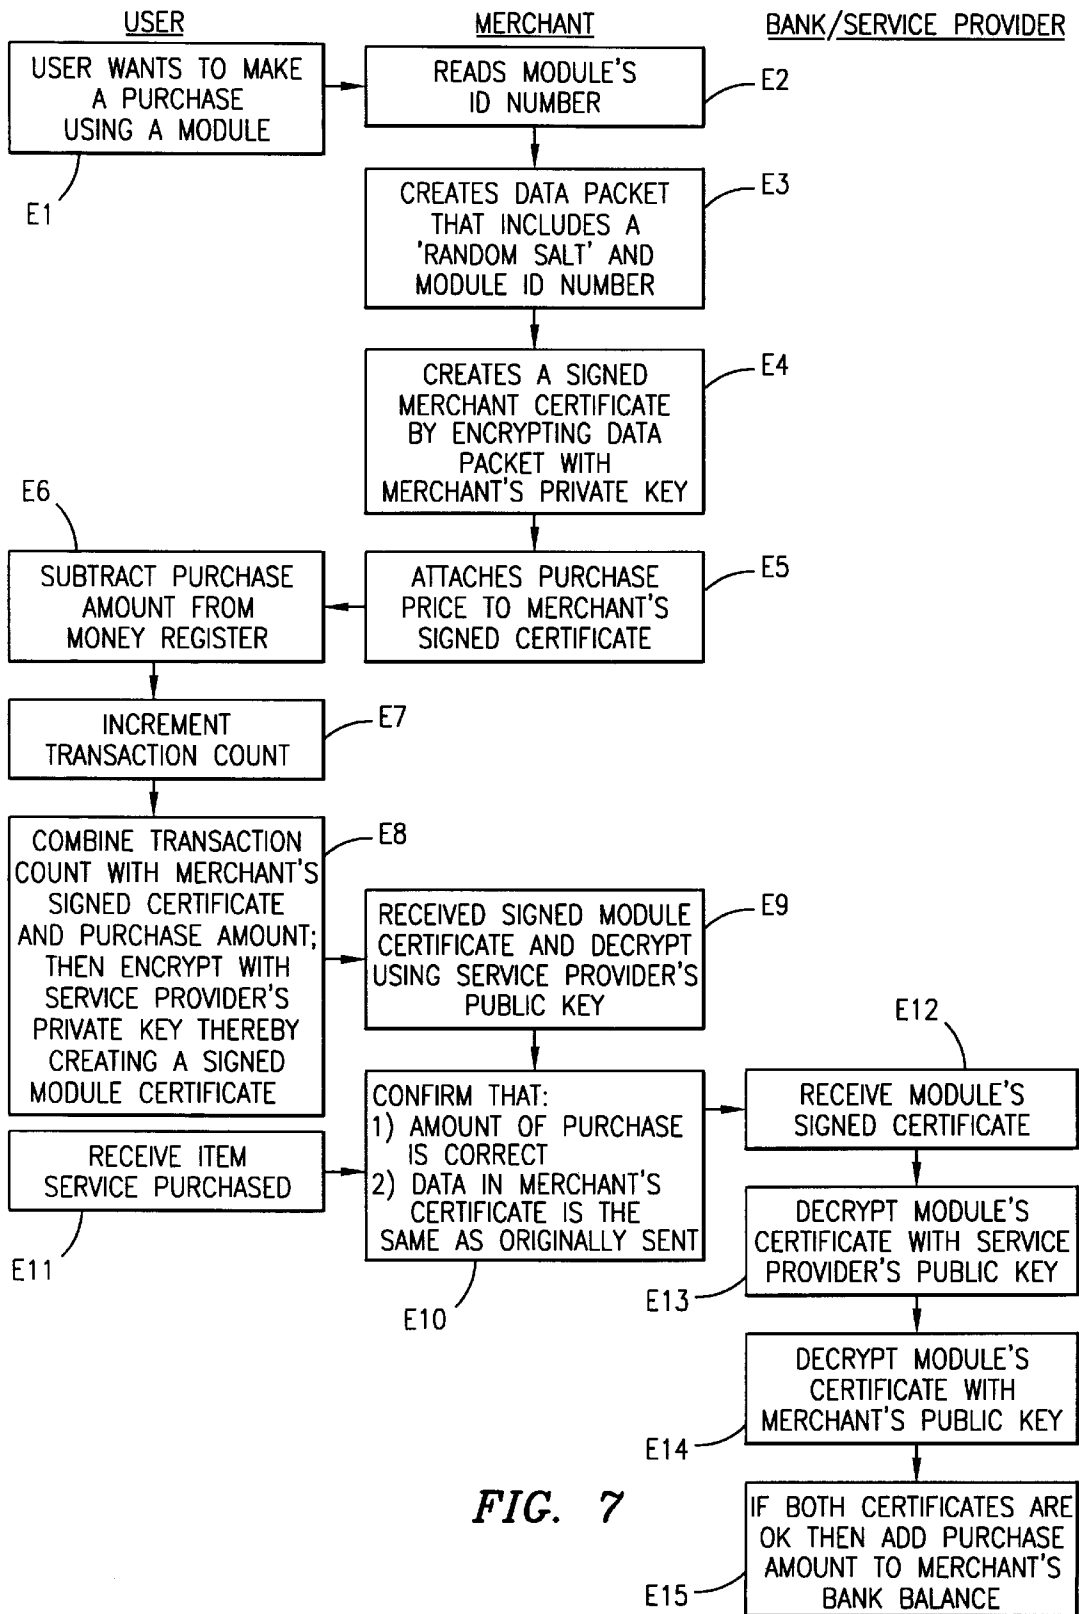 USER
MERCHANT
BANK/SERVICE PROVIDER
USER WANTS TO MAKE
A PURCHASE
USING A MODULE
E1
READS MODULE'S
ID NUMBER
E2
CREATES DATA PACKET
THAT INCLUDES A
'RANDOM SALT' AND
MODULE ID NUMBER
E3
CREATES A SIGNED
MERCHANT CERTIFICATE
BY ENCRYPTING DATA
PACKET WITH
MERCHANT'S PRIVATE KEY
E4
ATTACHES PURCHASE
PRICE TO MERCHANT'S
SIGNED CERTIFICATE
E5
E6
SUBTRACT PURCHASE
AMOUNT FROM
MONEY REGISTER
INCREMENT
TRANSACTION COUNT
E7
COMBINE TRANSACTION
COUNT WITH MERCHANT'S
SIGNED CERTIFICATE
AND PURCHASE AMOUNT;
THEN ENCRYPT WITH
SERVICE PROVIDER'S
PRIVATE KEY THEREBY
CREATING A SIGNED
MODULE CERTIFICATE
E8
RECEIVED SIGNED MODULE
CERTIFICATE AND DECRYPT
USING SERVICE PROVIDER'S
PUBLIC KEY
E9
CONFIRM THAT:
1) AMOUNT OF PURCHASE
IS CORRECT
2) DATA IN MERCHANT'S
CERTIFICATE IS THE
SAME AS ORIGINALLY SENT
E10
RECEIVE ITEM
SERVICE PURCHASED
E11
E12
RECEIVE MODULE'S
SIGNED CERTIFICATE
DECRYPT MODULE'S
CERTIFICATE WITH SERVICE
PROVIDER'S PUBLIC KEY
E13
DECRYPT MODULE'S
CERTIFICATE WITH
MERCHANT'S PUBLIC KEY
E14
IF BOTH CERTIFICATES ARE
OK THEN ADD PURCHASE
AMOUNT TO MERCHANT'S
BANK BALANCE
E15
FIG. 7